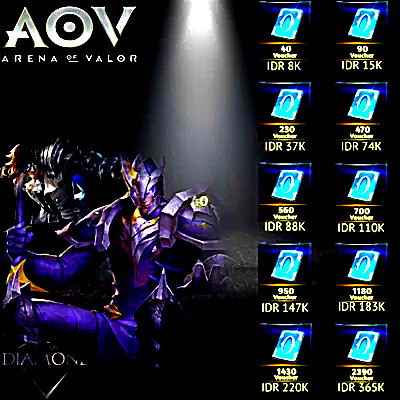 AOV
ARENA OF VALOR
40
Voucher
IDR 8K
90
Voucher
IDR 15K
230
Voucher
IDR 37K
470
Voucher
IDR 74K
560
Voucher
IDR 88K
700
Voucher
IDR 110K
950
Voucher
IDR 147K
1180
Voucher
IDR 183K
1430
Voucher
IDR 220K
2390
Voucher
IDR 365K